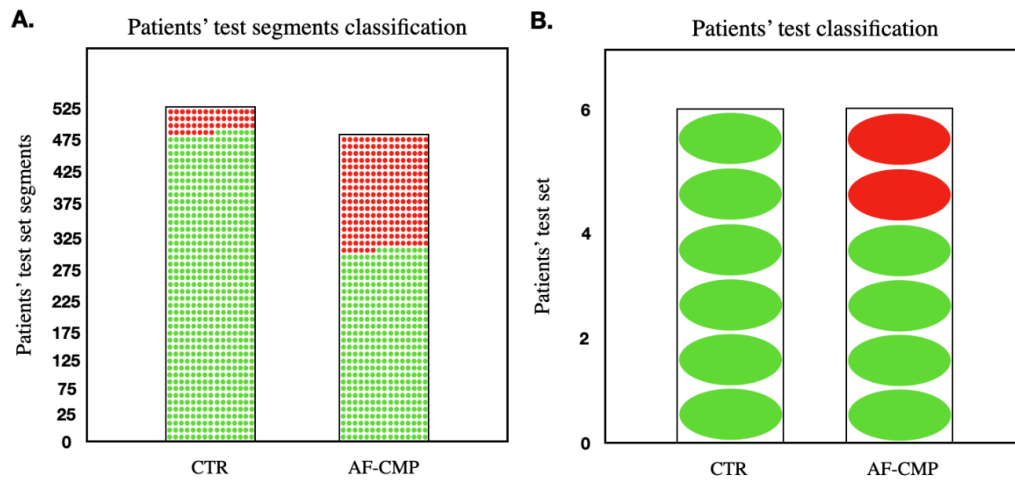 A.
Patients’ test segments classification
Patients’ test set segments
525
475
425
375
325
275
225
175
125
75
25
0
CTR
AF-CMP
B.
Patients’ test classification
Patients’ test set
6
4
2
0
CTR
AF-CMP